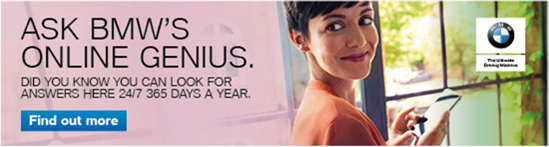 ASK BMW'S
ONLINE GENIUS.
DID YOU KNOW YOU CAN LOOK FOR
ANSWERS HERE 24/7 365 DAYS A YEAR.
Find out more
The Ultimate
Driving Machine